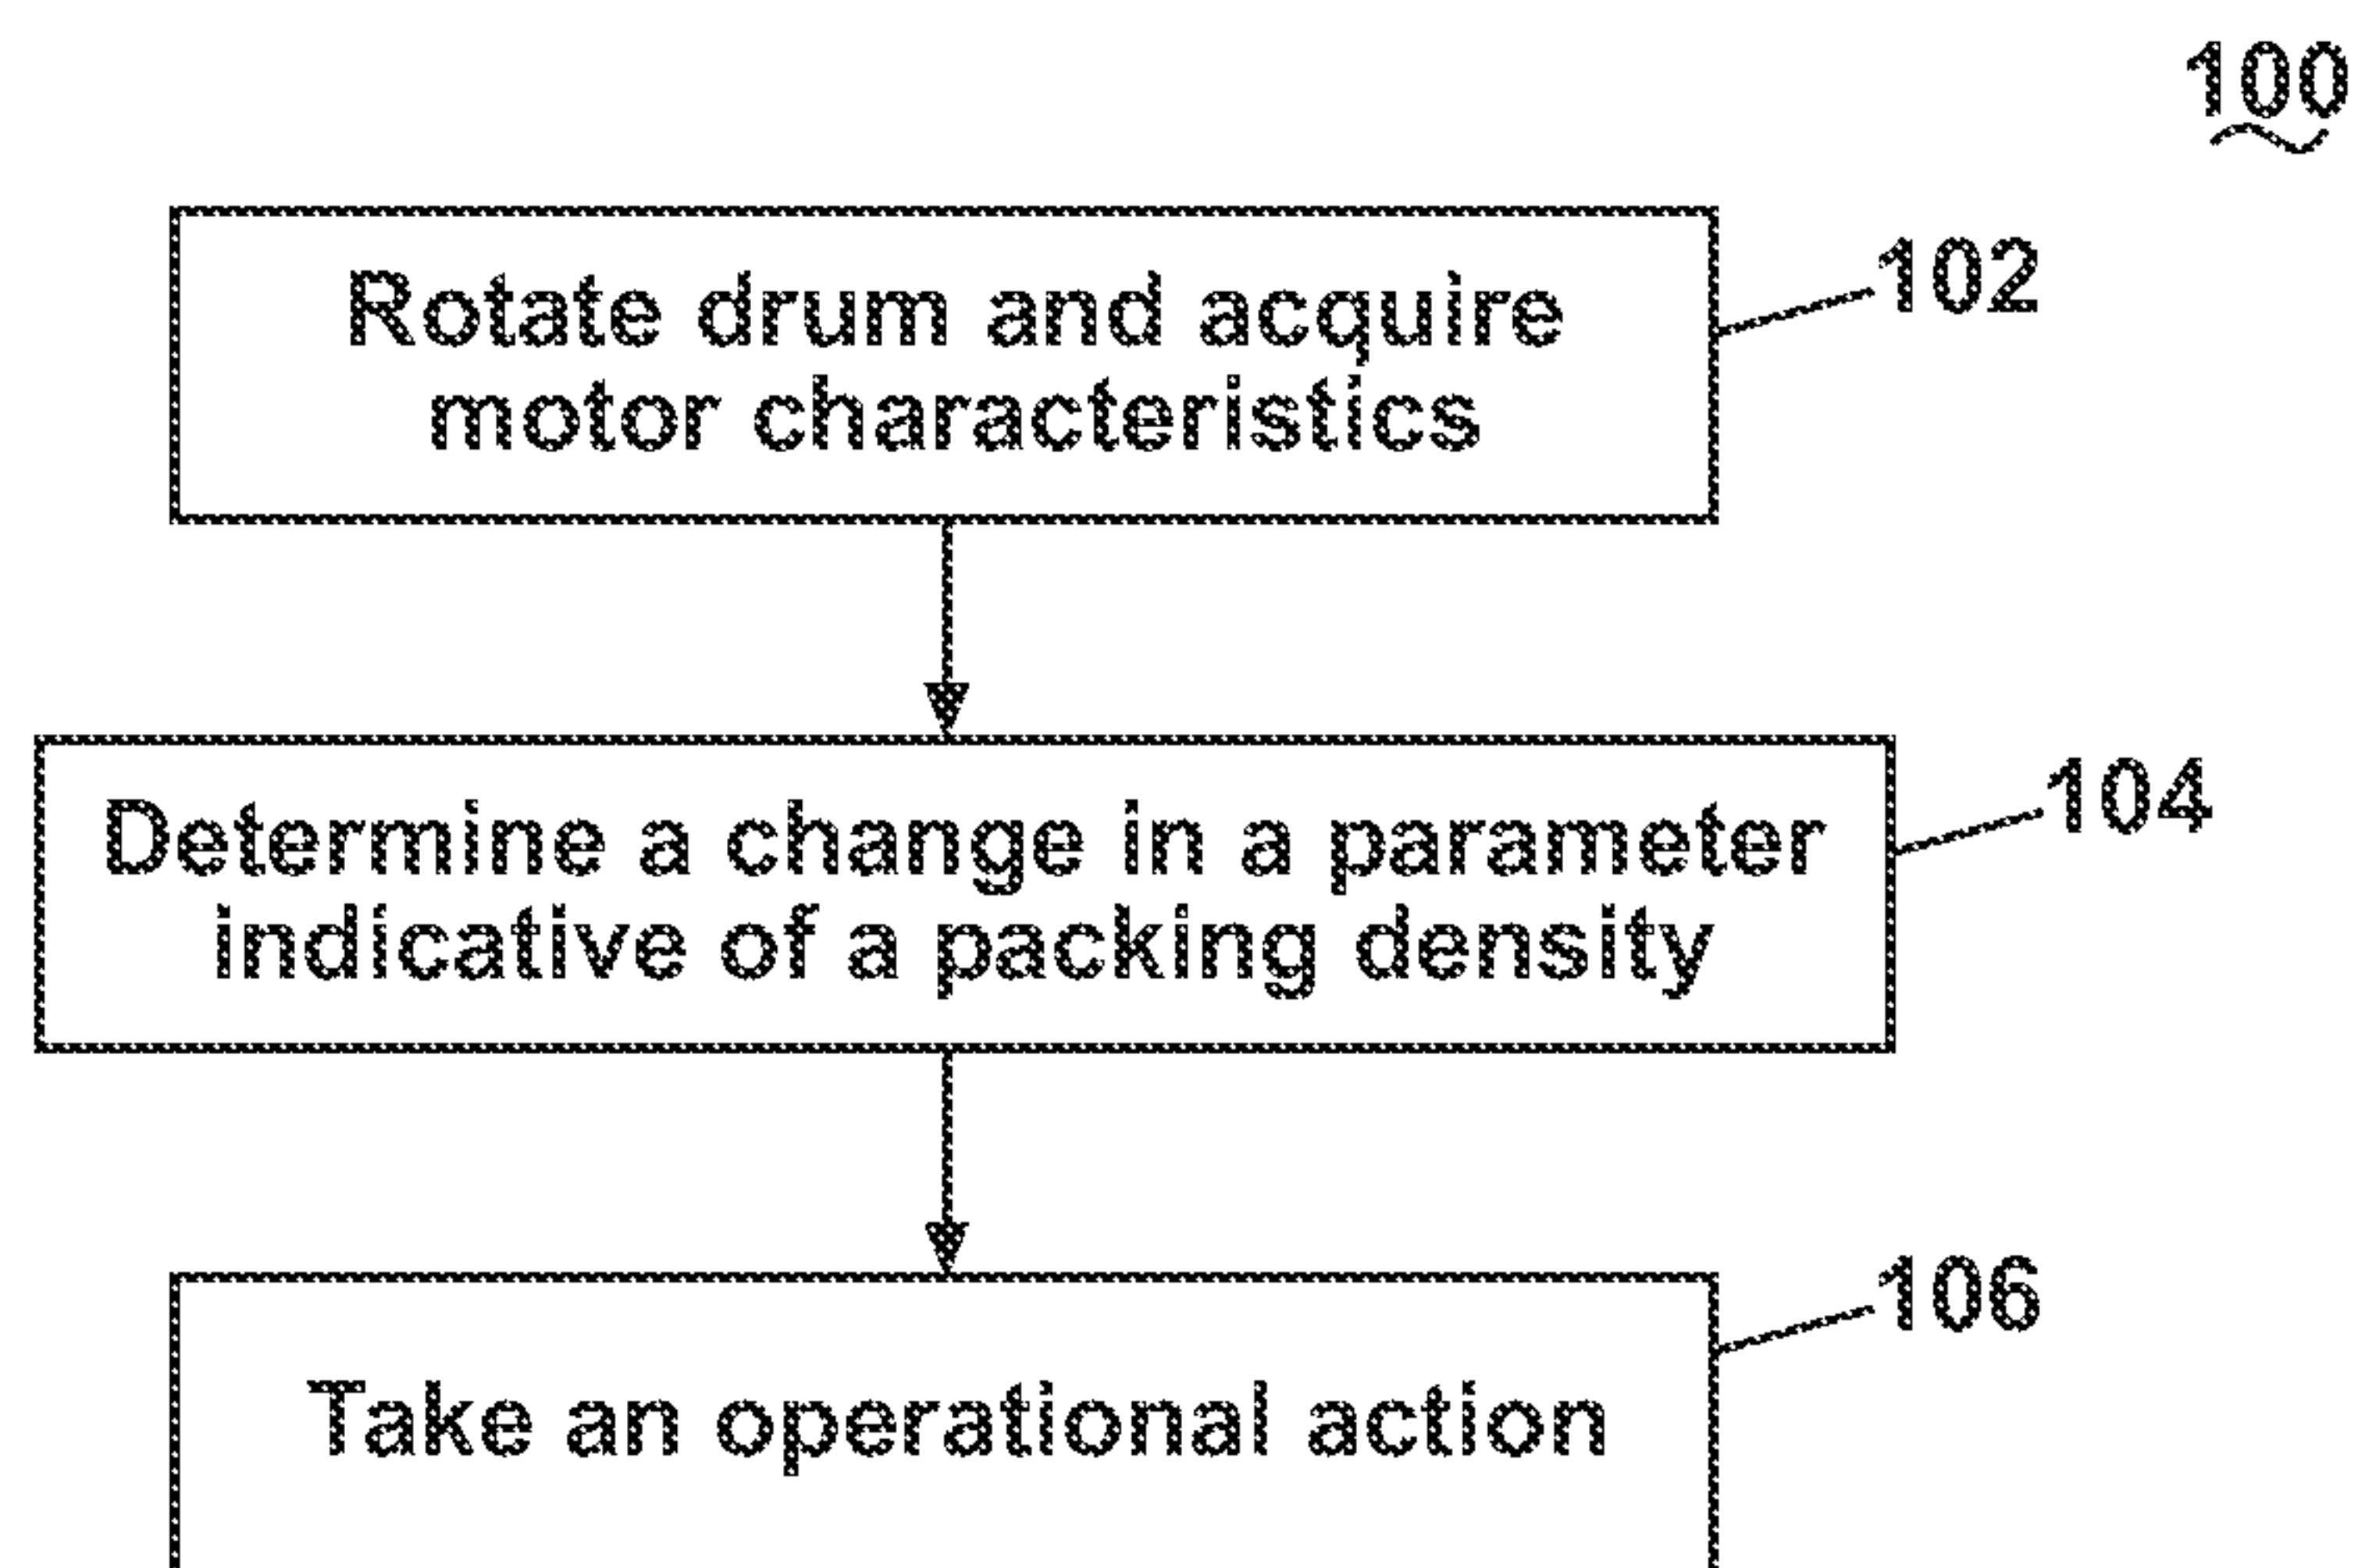 100
Rotate drum and acquire
motor characteristics
102
Determine a change in a parameter
indicative of a packing density
104
Take an operational action
106